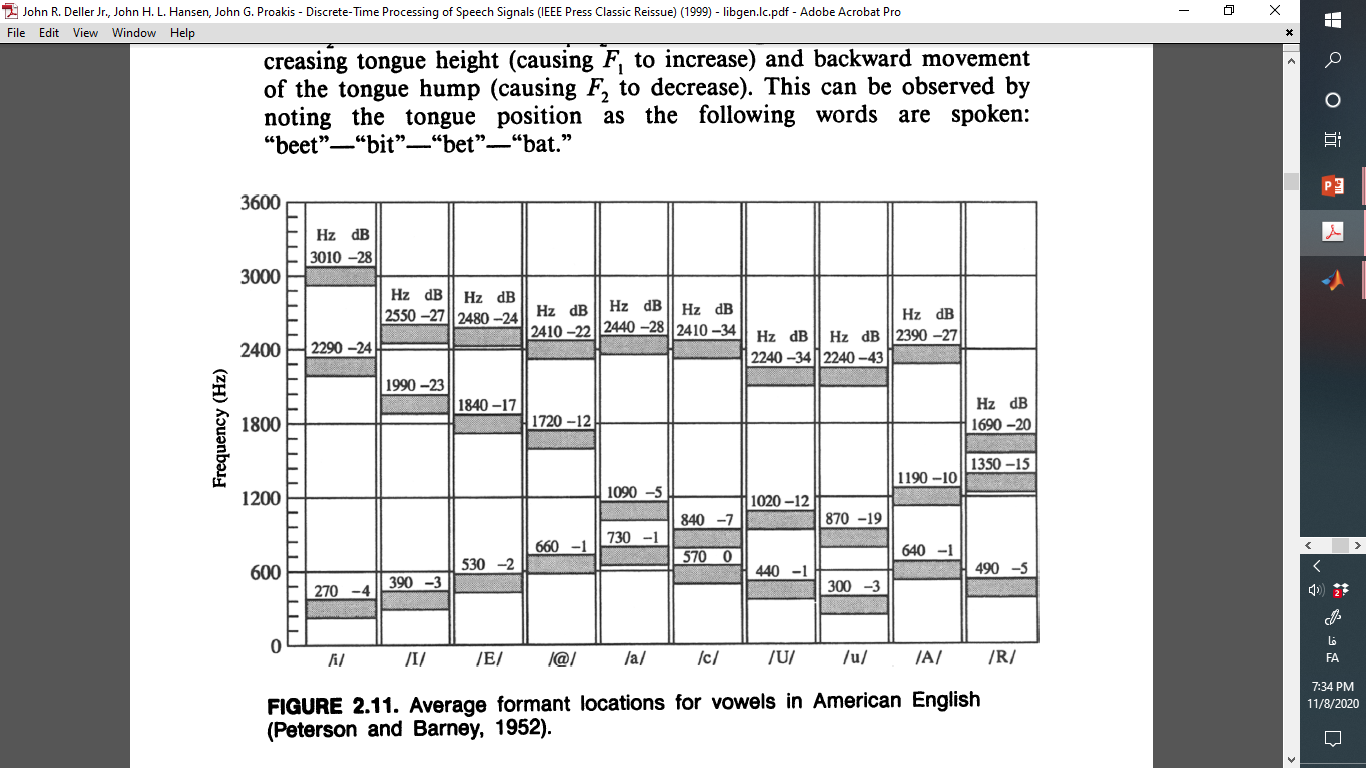 John R. Deller Jr., John H. L. Hansen, John G. Proakis - Discrete-Time Processing of Speech Signals (IEEE Press Classic Reissue) (1999) - libgen.lc.pdf - Adobe Acrobat Pro
File Edit View Window Help
creasing tongue height (causing F1 to increase) and backward movement
of the tongue hump (causing F2 to decrease). This can be observed by
noting the tongue position as the following words are spoken:
“beet”—“bit”—“bet”—“bat.”
Frequency (Hz)
3600
3000
2400
1800
1200
600
0
Hz dB
3010 –28
2290 –24
270 –4
/i/
Hz dB
2550 –27
1990 –23
390 –3
/I/
Hz dB
2480 –24
1840 –17
530 –2
/E/
Hz dB
2410 –22
1720 –12
660 –1
/@/
Hz dB
2440 –28
1090 –5
730 –1
/a/
Hz dB
2410 –34
840 –7
570 0
/c/
Hz dB
2240 –34
1020 –12
440 –1
/U/
Hz dB
2240 –43
870 –19
300 –3
/u/
Hz dB
2390 –27
1190 –10
640 –1
/A/
Hz dB
1690 –20
1350 –15
490 –5
/R/
FIGURE 2.11. Average formant locations for vowels in American English
(Peterson and Barney, 1952).
2
فا
FA
7:34 PM
11/8/2020